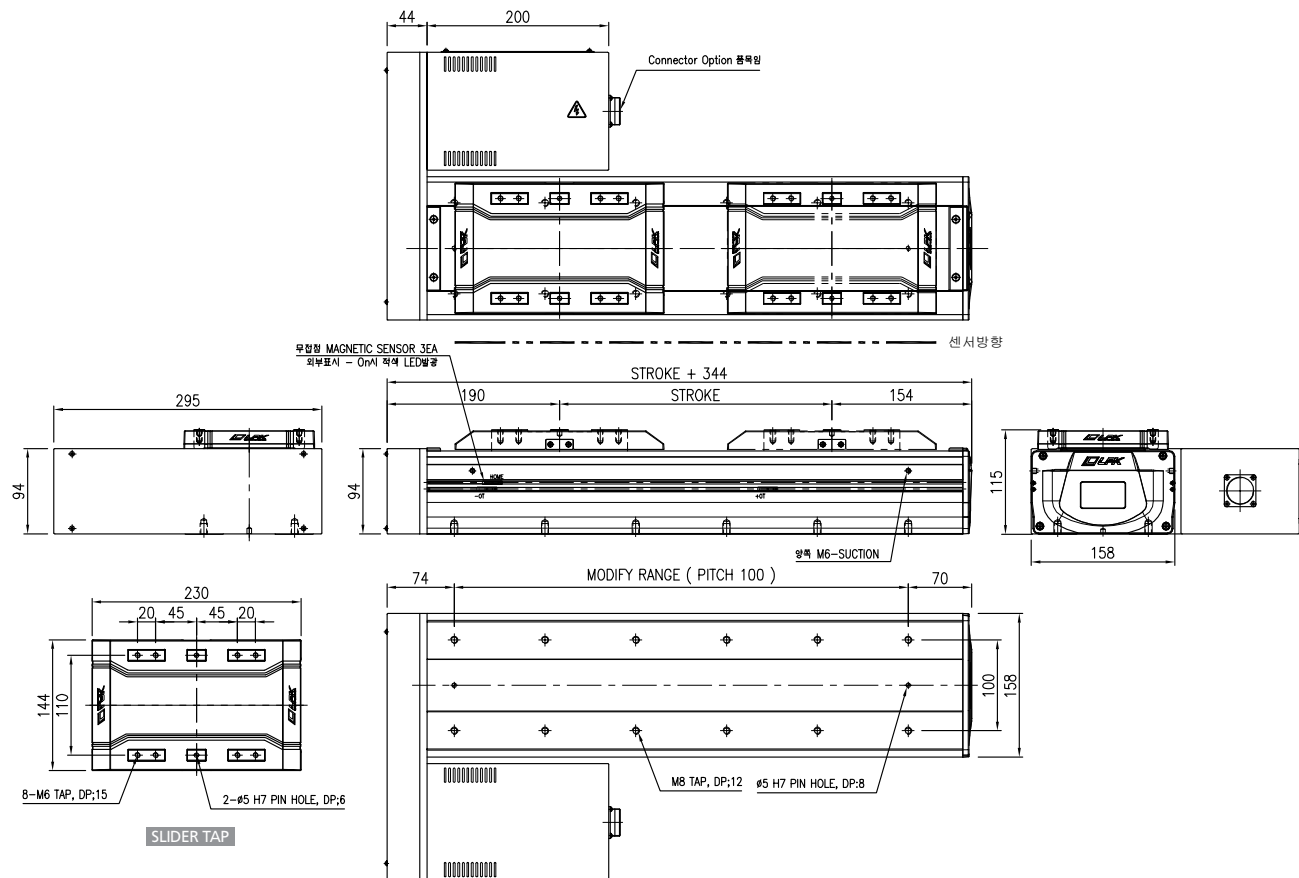 44
200
Connector Option 품목임
센서방향
무접점 MAGNETIC SENSOR 3EA
외부표시 - On시 적색 LED발광
STROKE + 344
190
STROKE
154
295
94
94
HOME
-OT
+OT
LAK
LAK
115
158
양쪽 M6-SUCTION
74
MODIFY RANGE ( PITCH 100 )
70
230
20
45
45
20
144
110
100
158
8-M6 TAP, DP;15
2-ø5 H7 PIN HOLE, DP;6
M8 TAP, DP;12
ø5 H7 PIN HOLE, DP:8
SLIDER TAP